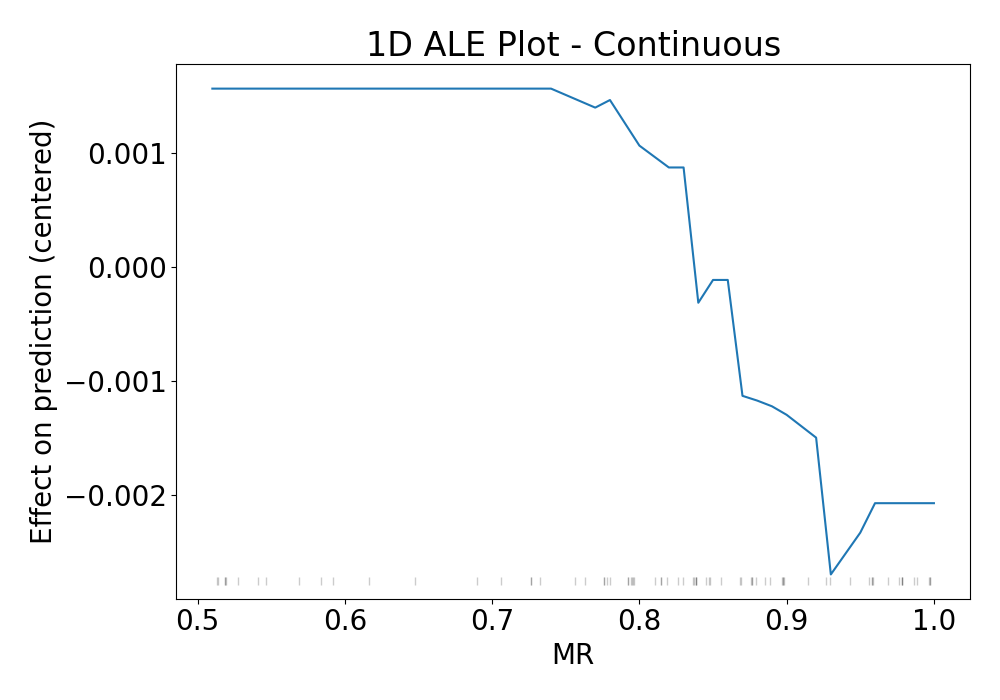 1D ALE Plot - Continuous
Effect on prediction (centered)
0.001
0.000
−0.001
−0.002
0.5 0.6 0.7 0.8 0.9 1.0
MR